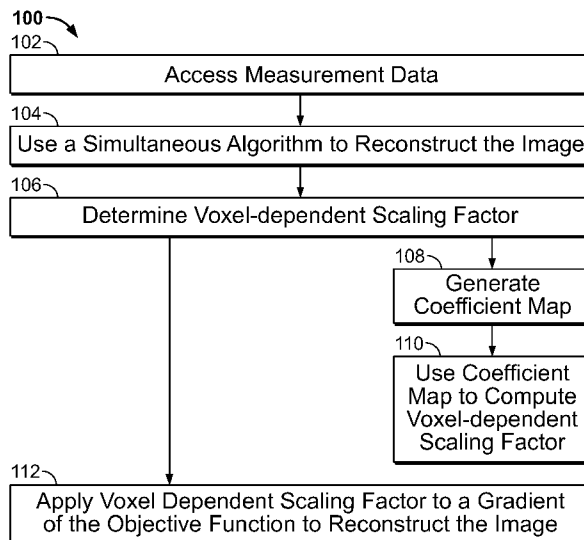 100
102
Access Measurement Data
104
Use a Simultaneous Algorithm to Reconstruct the Image
106
Determine Voxel-dependent Scaling Factor
108
Generate
Coefficient Map
110
Use Coefficient
Map to Compute
Voxel-dependent
Scaling Factor
112
Apply Voxel Dependent Scaling Factor to a Gradient
of the Objective Function to Reconstruct the Image